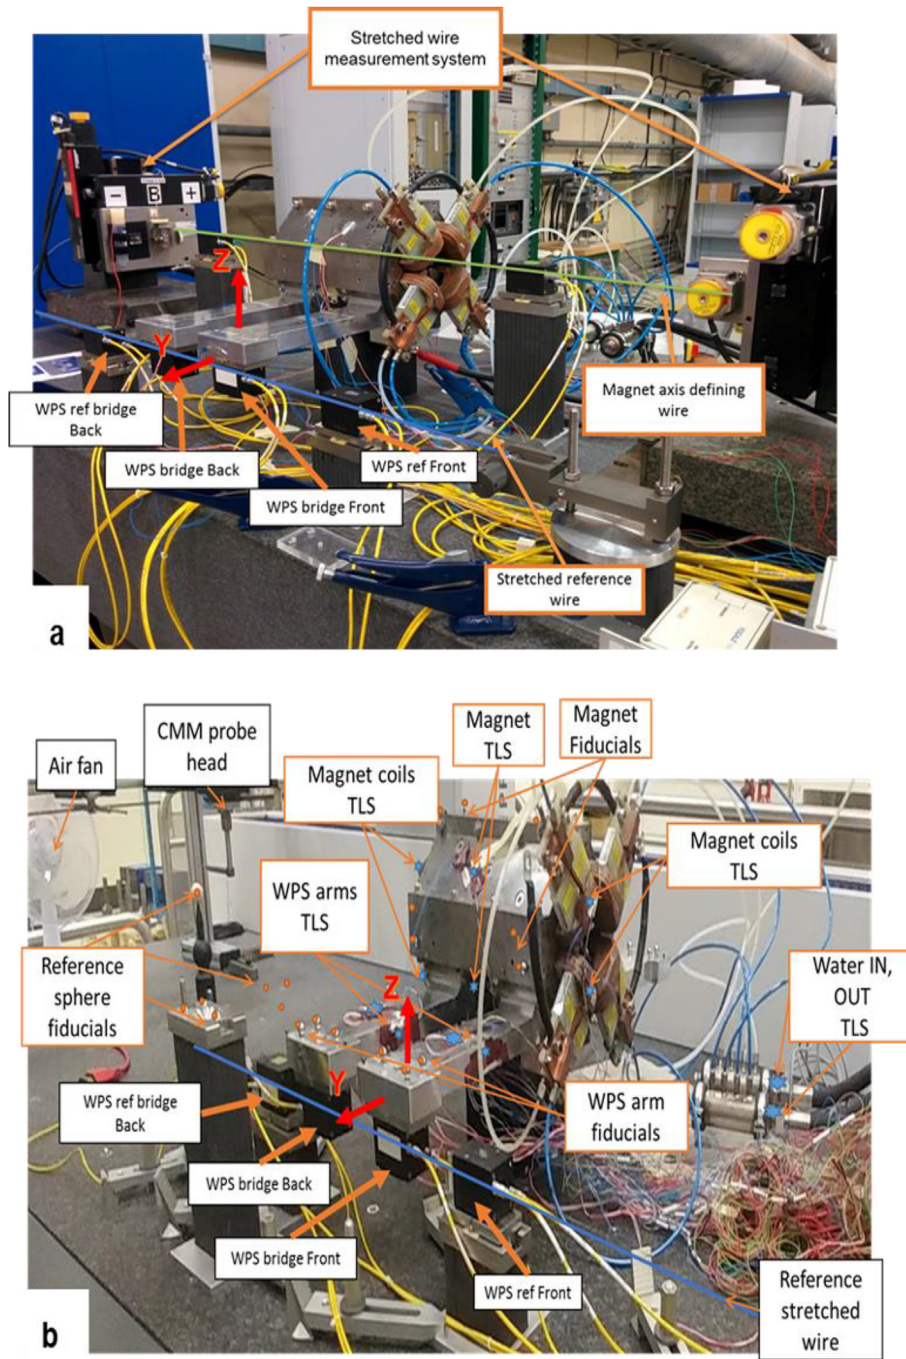 Stretched wire
measurement system
− B +
Z
Y
WPS ref bridge
Back
WPS bridge Back
WPS bridge Front
WPS ref Front
Magnet axis defining
wire
Stretched reference
wire
a
Air fan
CMM probe
head
Magnet coils
TLS
Magnet
TLS
Magnet
Fiducials
Magnet coils
TLS
WPS arms
TLS
Reference
sphere
fiducials
Water IN,
OUT
TLS
Z
Y
WPS ref bridge
Back
WPS bridge Back
WPS bridge Front
WPS arm
fiducials
WPS ref Front
Reference
stretched
wire
b